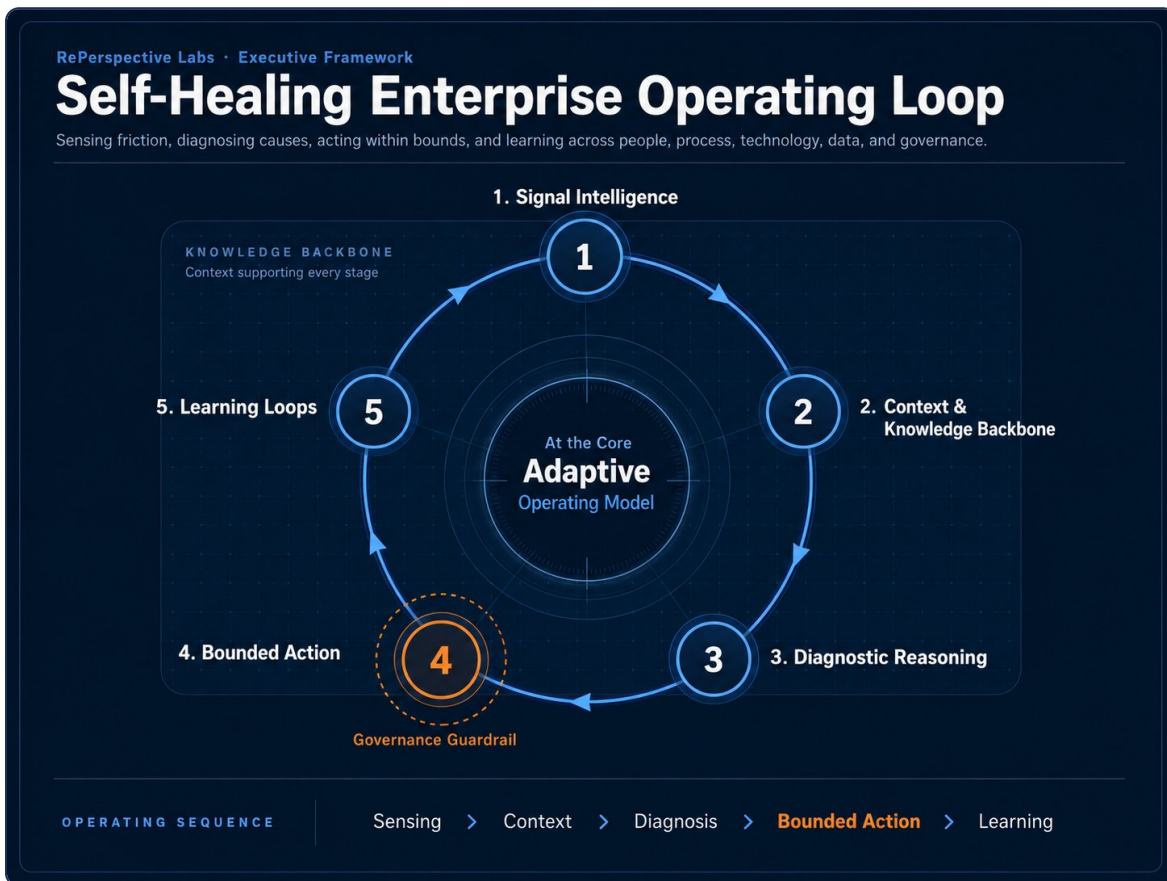 RePerspective Labs · Executive Framework
Self-Healing Enterprise Operating Loop
Sensing friction, diagnosing causes, acting within bounds, and learning across people, process, technology, data, and governance.
1. Signal Intelligence
KNOWLEDGE BACKBONE
Context supporting every stage
1
5. Learning Loops
5
2
2. Context &
Knowledge Backbone
At the Core
Adaptive
Operating Model
4. Bounded Action
4
3
3. Diagnostic Reasoning
Governance Guardrail
OPERATING SEQUENCE
Sensing > Context > Diagnosis > Bounded Action > Learning